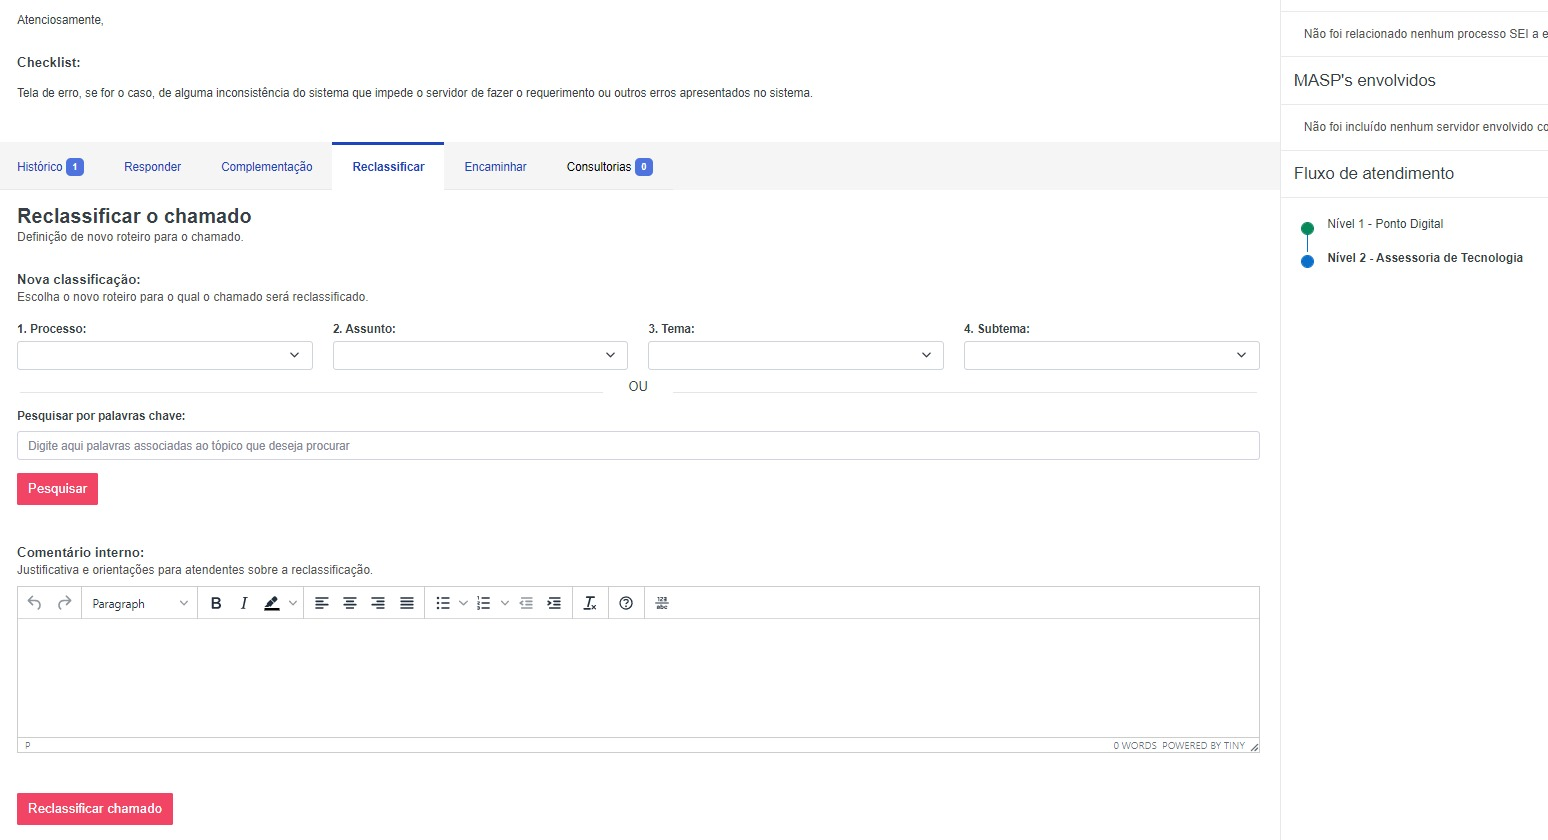 Atenciosamente,
Checklist:
Tela de erro, se for o caso, de alguma inconsistência do sistema que impede o servidor de fazer o requerimento ou outros erros apresentados no sistema.
Histórico 1 Responder Complementação Reclassificar Encaminhar Consultorias 0
Reclassificar o chamado
Definição de novo roteiro para o chamado.
Nova classificação:
Escolha o novo roteiro para o qual o chamado será reclassificado.
1. Processo: 2. Assunto: 3. Tema: 4. Subtema:
OU
Pesquisar por palavras chave:
Digite aqui palavras associadas ao tópico que deseja procurar
Pesquisar
Comentário interno:
Justificativa e orientações para atendentes sobre a reclassificação.
Paragraph B I
P
0 WORDS POWERED BY TINY
Reclassificar chamado
Não foi relacionado nenhum processo SEI a e
MASP's envolvidos
Não foi incluído nenhum servidor envolvido co
Fluxo de atendimento
Nível 1 - Ponto Digital
Nível 2 - Assessoria de Tecnologia